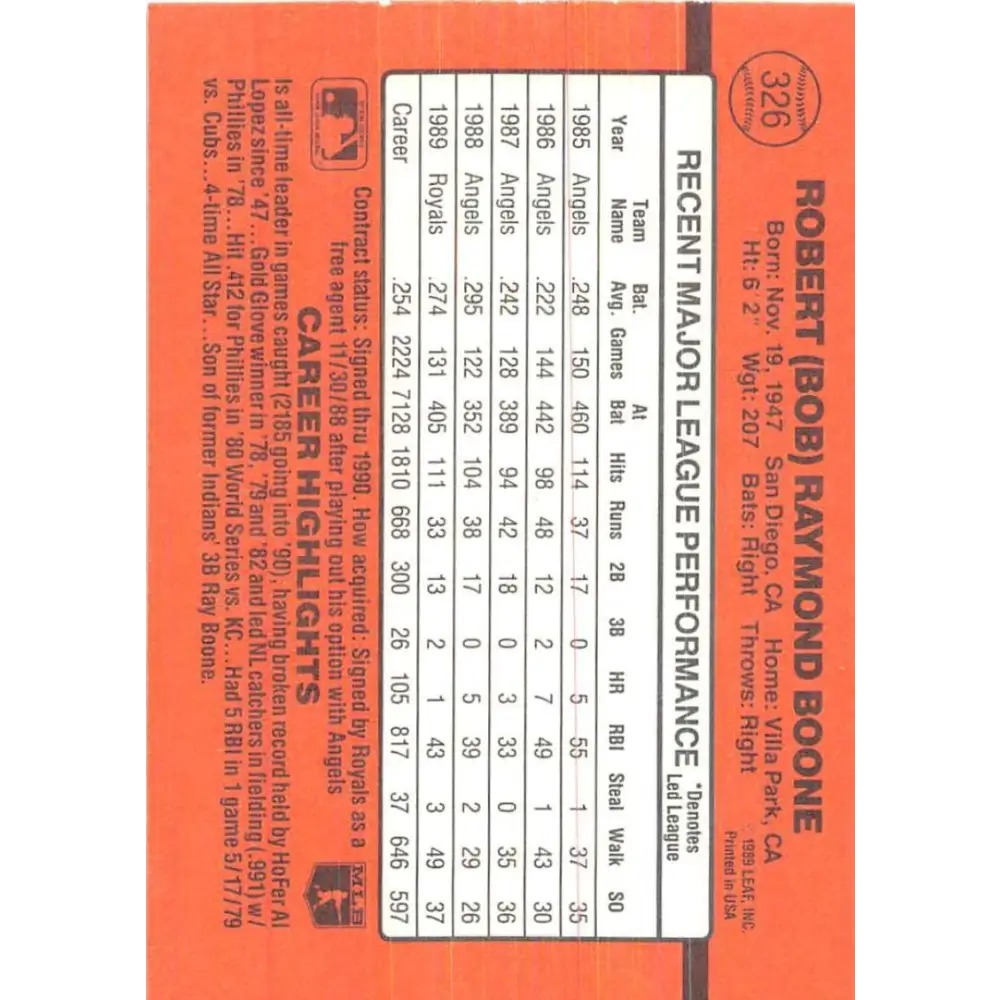 326
ROBERT (BOB) RAYMOND BOONE
Born: Nov. 19, 1947 San Diego, CA Home: Villa Park, CA
Ht: 6' 2" Wgt: 207 Bats: Right Throws: Right
© 1989 LEAF, INC.
Printed in USA
RECENT MAJOR LEAGUE PERFORMANCE
*Denotes
Led League
Year Team Name Bat. Avg. Games At Bat Hits Runs 2B 3B HR RBI Steal Walk SO
1985 Angels .248 150 460 114 37 17 0 5 55 1 37 35
1986 Angels .222 144 442 98 48 12 2 7 49 1 43 30
1987 Angels .242 128 389 94 42 18 0 3 33 0 35 36
1988 Angels .295 122 352 104 38 17 0 5 39 2 29 26
1989 Royals .274 131 405 111 33 13 2 1 43 3 49 37
Career .254 2224 7128 1810 668 300 26 105 817 37 646 597
Contract status: Signed thru 1990. How acquired: Signed by Royals as a
free agent 11/30/88 after playing out his option with Angels
MLB
CAREER HIGHLIGHTS
Is all-time leader in games caught (2185 going into '90), having broken record held by HoFer Al
Lopez since '47...Gold Glove winner in '78, '79 and '82 and led NL catchers in fielding (.991) w/
Phillies in '78...Hit .412 for Phillies in '80 World Series vs. KC...Had 5 RBI in 1 game 5/17/79
vs. Cubs...4-time All Star...Son of former Indians' 3B Ray Boone.